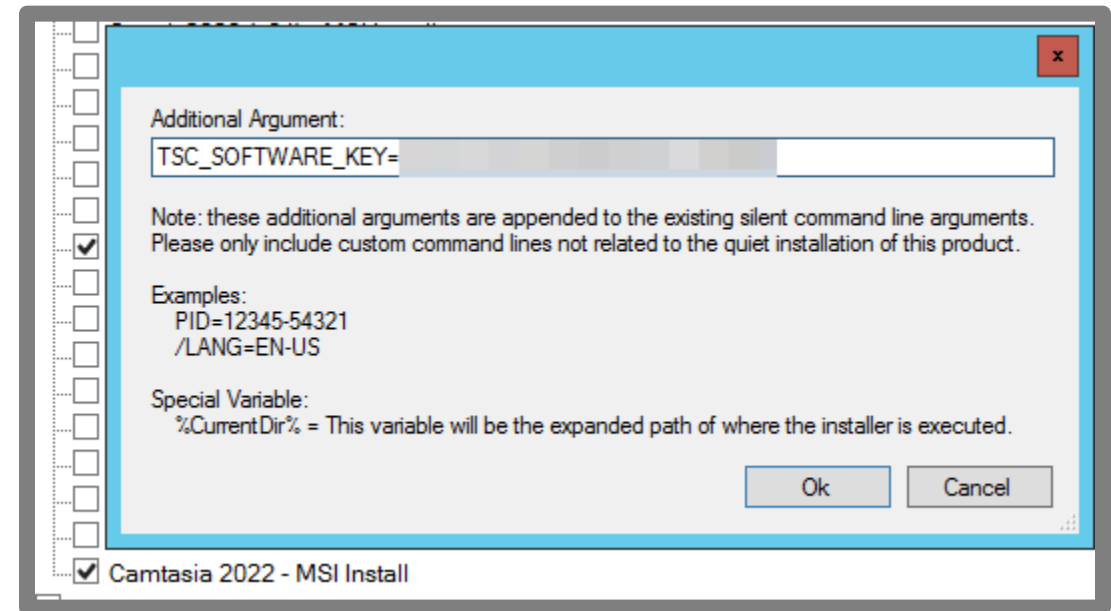 x
Additional Argument:
TSC_SOFTWARE_KEY=
Note: these additional arguments are appended to the existing silent command line arguments.
Please only include custom command lines not related to the quiet installation of this product.
Examples:
PID=12345-54321
/LANG=EN-US
Special Variable:
%CurrentDir% = This variable will be the expanded path of where the installer is executed.
Ok
Cancel
Camtasia 2022 - MSI Install